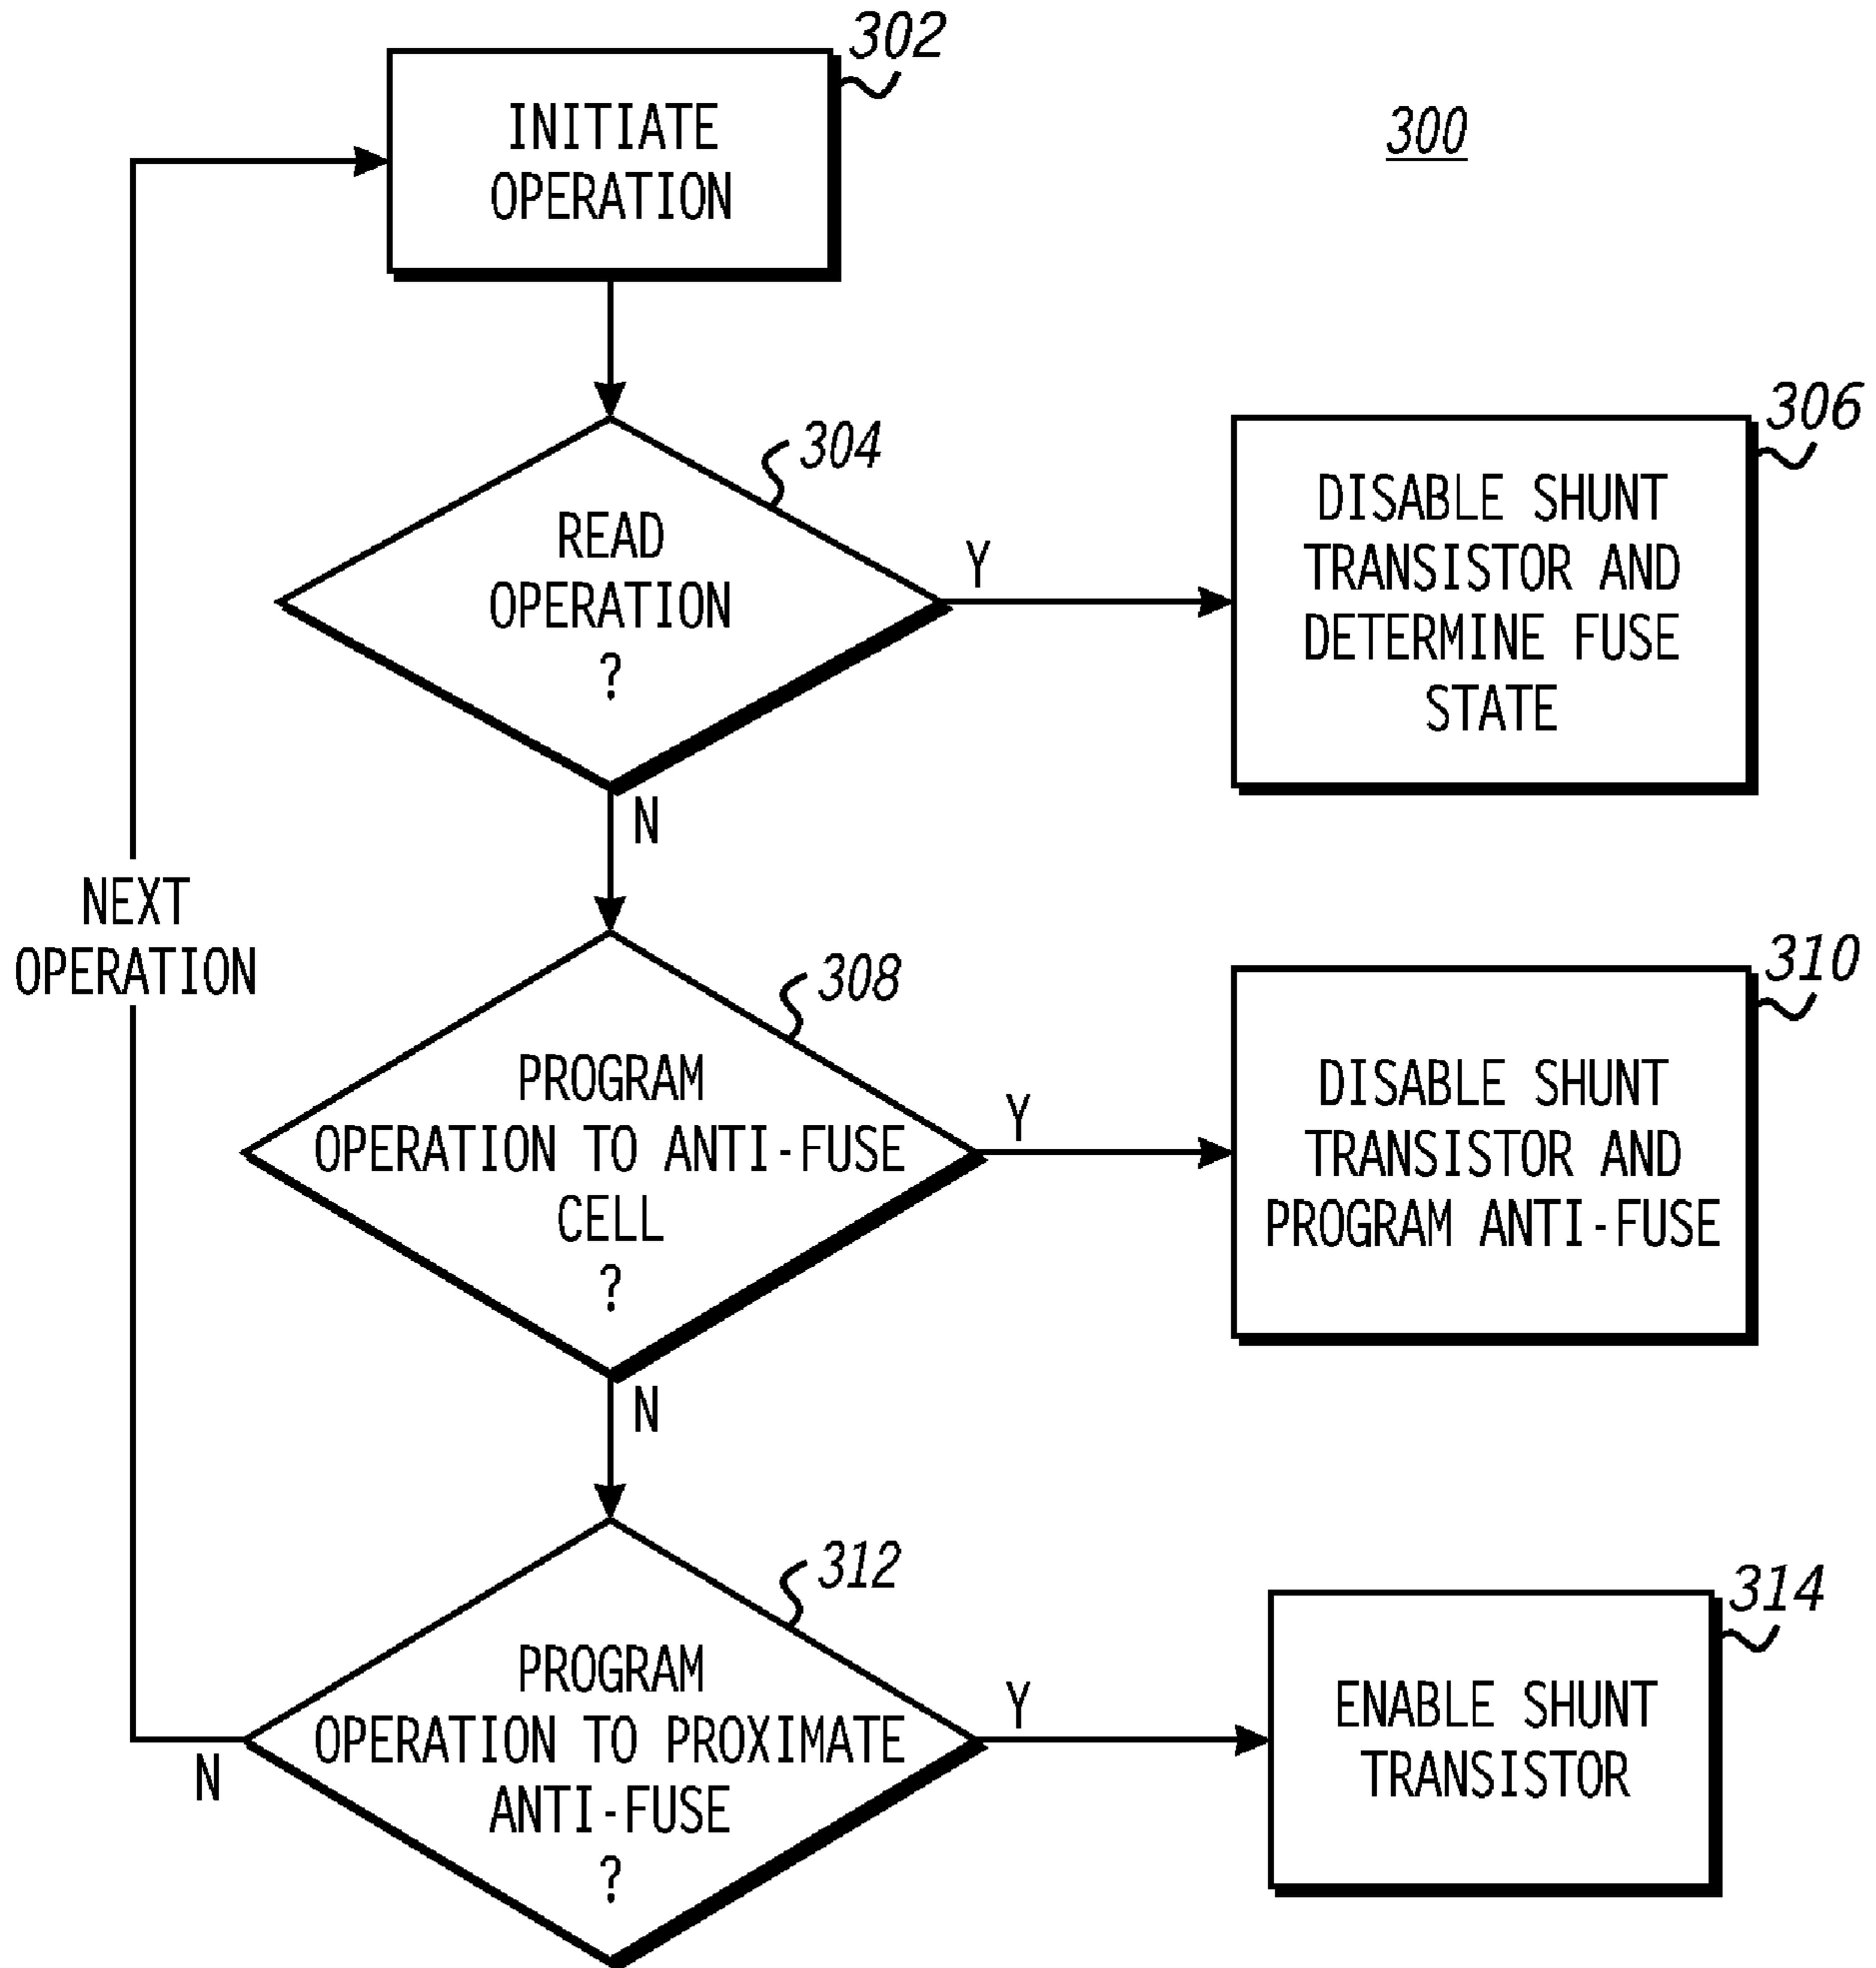 302
INITIATE
OPERATION
300
304
READ
OPERATION
?
Y
306
DISABLE SHUNT
TRANSISTOR AND
DETERMINE FUSE
STATE
N
NEXT
OPERATION
308
PROGRAM
OPERATION TO ANTI-FUSE
CELL
?
Y
310
DISABLE SHUNT
TRANSISTOR AND
PROGRAM ANTI-FUSE
N
312
PROGRAM
OPERATION TO PROXIMATE
ANTI-FUSE
?
Y
N
314
ENABLE SHUNT
TRANSISTOR